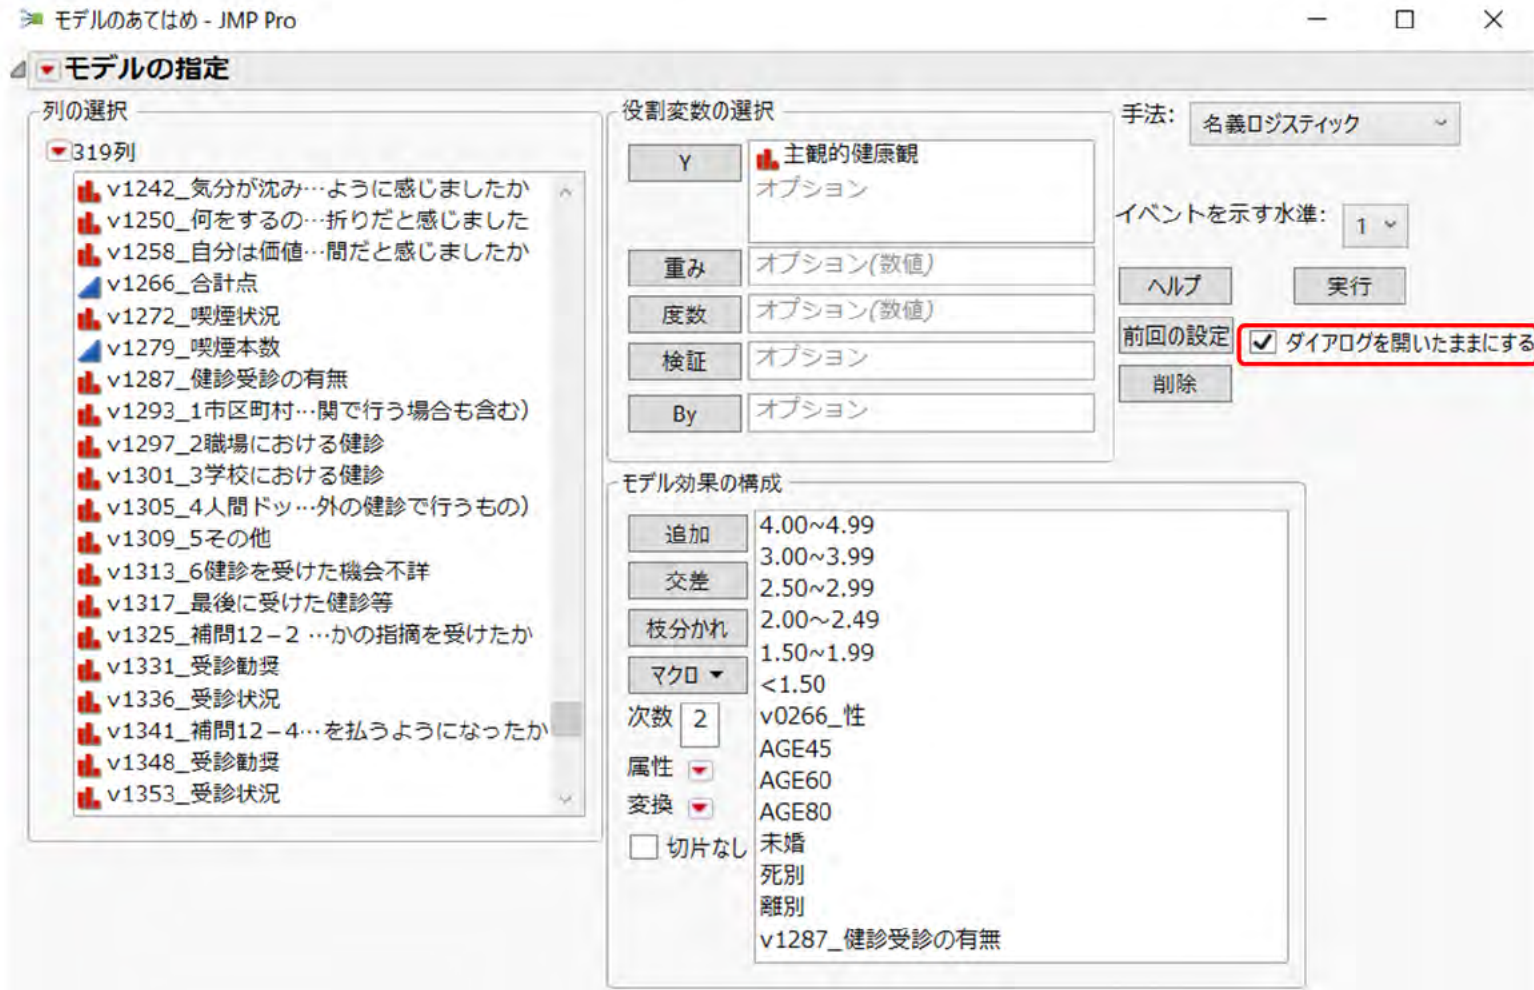 モデルのあてはめ - JMP Pro
モデルの指定
列の選択
319列
v1242_気分が沈み…ように感じましたか
v1250_何をするの…折りだと感じました
v1258_自分は価値…間だと感じましたか
v1266_合計点
v1272_喫煙状況
v1279_喫煙本数
v1287_健診受診の有無
v1293_1市区町村…関で行う場合も含む）
v1297_2職場における健診
v1301_3学校における健診
v1305_4人間ドッ…外の健診で行うもの）
v1309_5その他
v1313_6健診を受けた機会不詳
v1317_最後に受けた健診等
v1325_補問12－2 …かの指摘を受けたか
v1331_受診勧奨
v1336_受診状況
v1341_補問12－4…を払うようになったか
v1348_受診勧奨
v1353_受診状況
役割変数の選択
Y
主観的健康観
オプション
重み
オプション(数値)
度数
オプション(数値)
検証
オプション
By
オプション
手法:
名義ロジスティック
イベントを示す水準:
1
ヘルプ
実行
前回の設定
ダイアログを開いたままにする
削除
モデル効果の構成
追加
交差
枝分かれ
マクロ
次数 2
属性
変換
切片なし
4.00~4.99
3.00~3.99
2.50~2.99
2.00～2.49
1.50~1.99
<1.50
v0266_性
AGE45
AGE60
AGE80
未婚
死別
離別
v1287_健診受診の有無